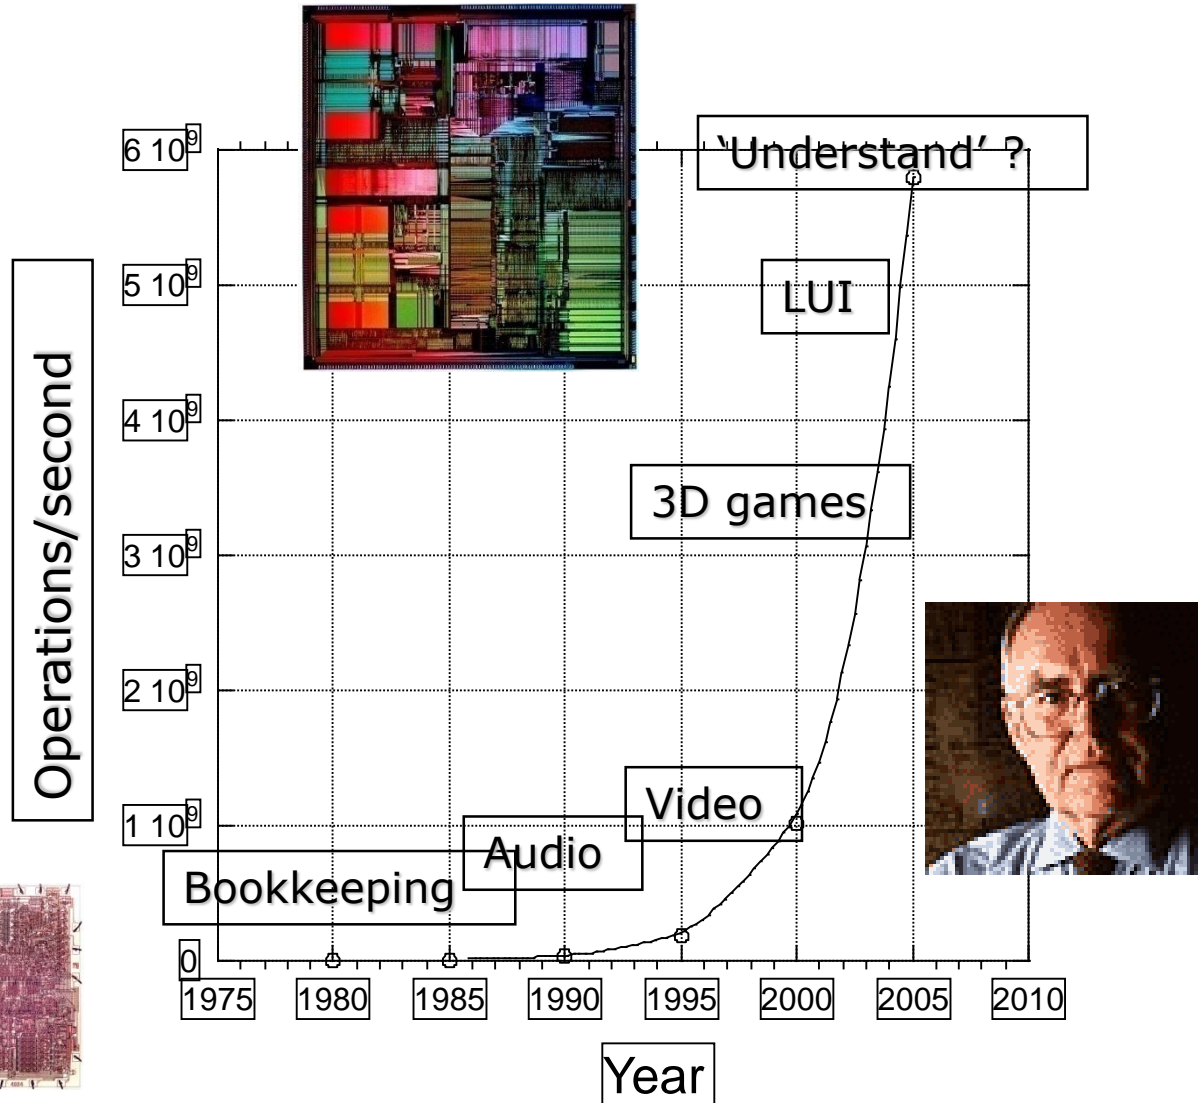 6 10⁹
'Understand' ?
5 10⁹
LUI
4 10⁹
Operations/second
3D games
3 10⁹
2 10⁹
Video
1 10⁹
Audio
Bookkeeping
0
1975 1980 1985 1990 1995 2000 2005 2010
Year